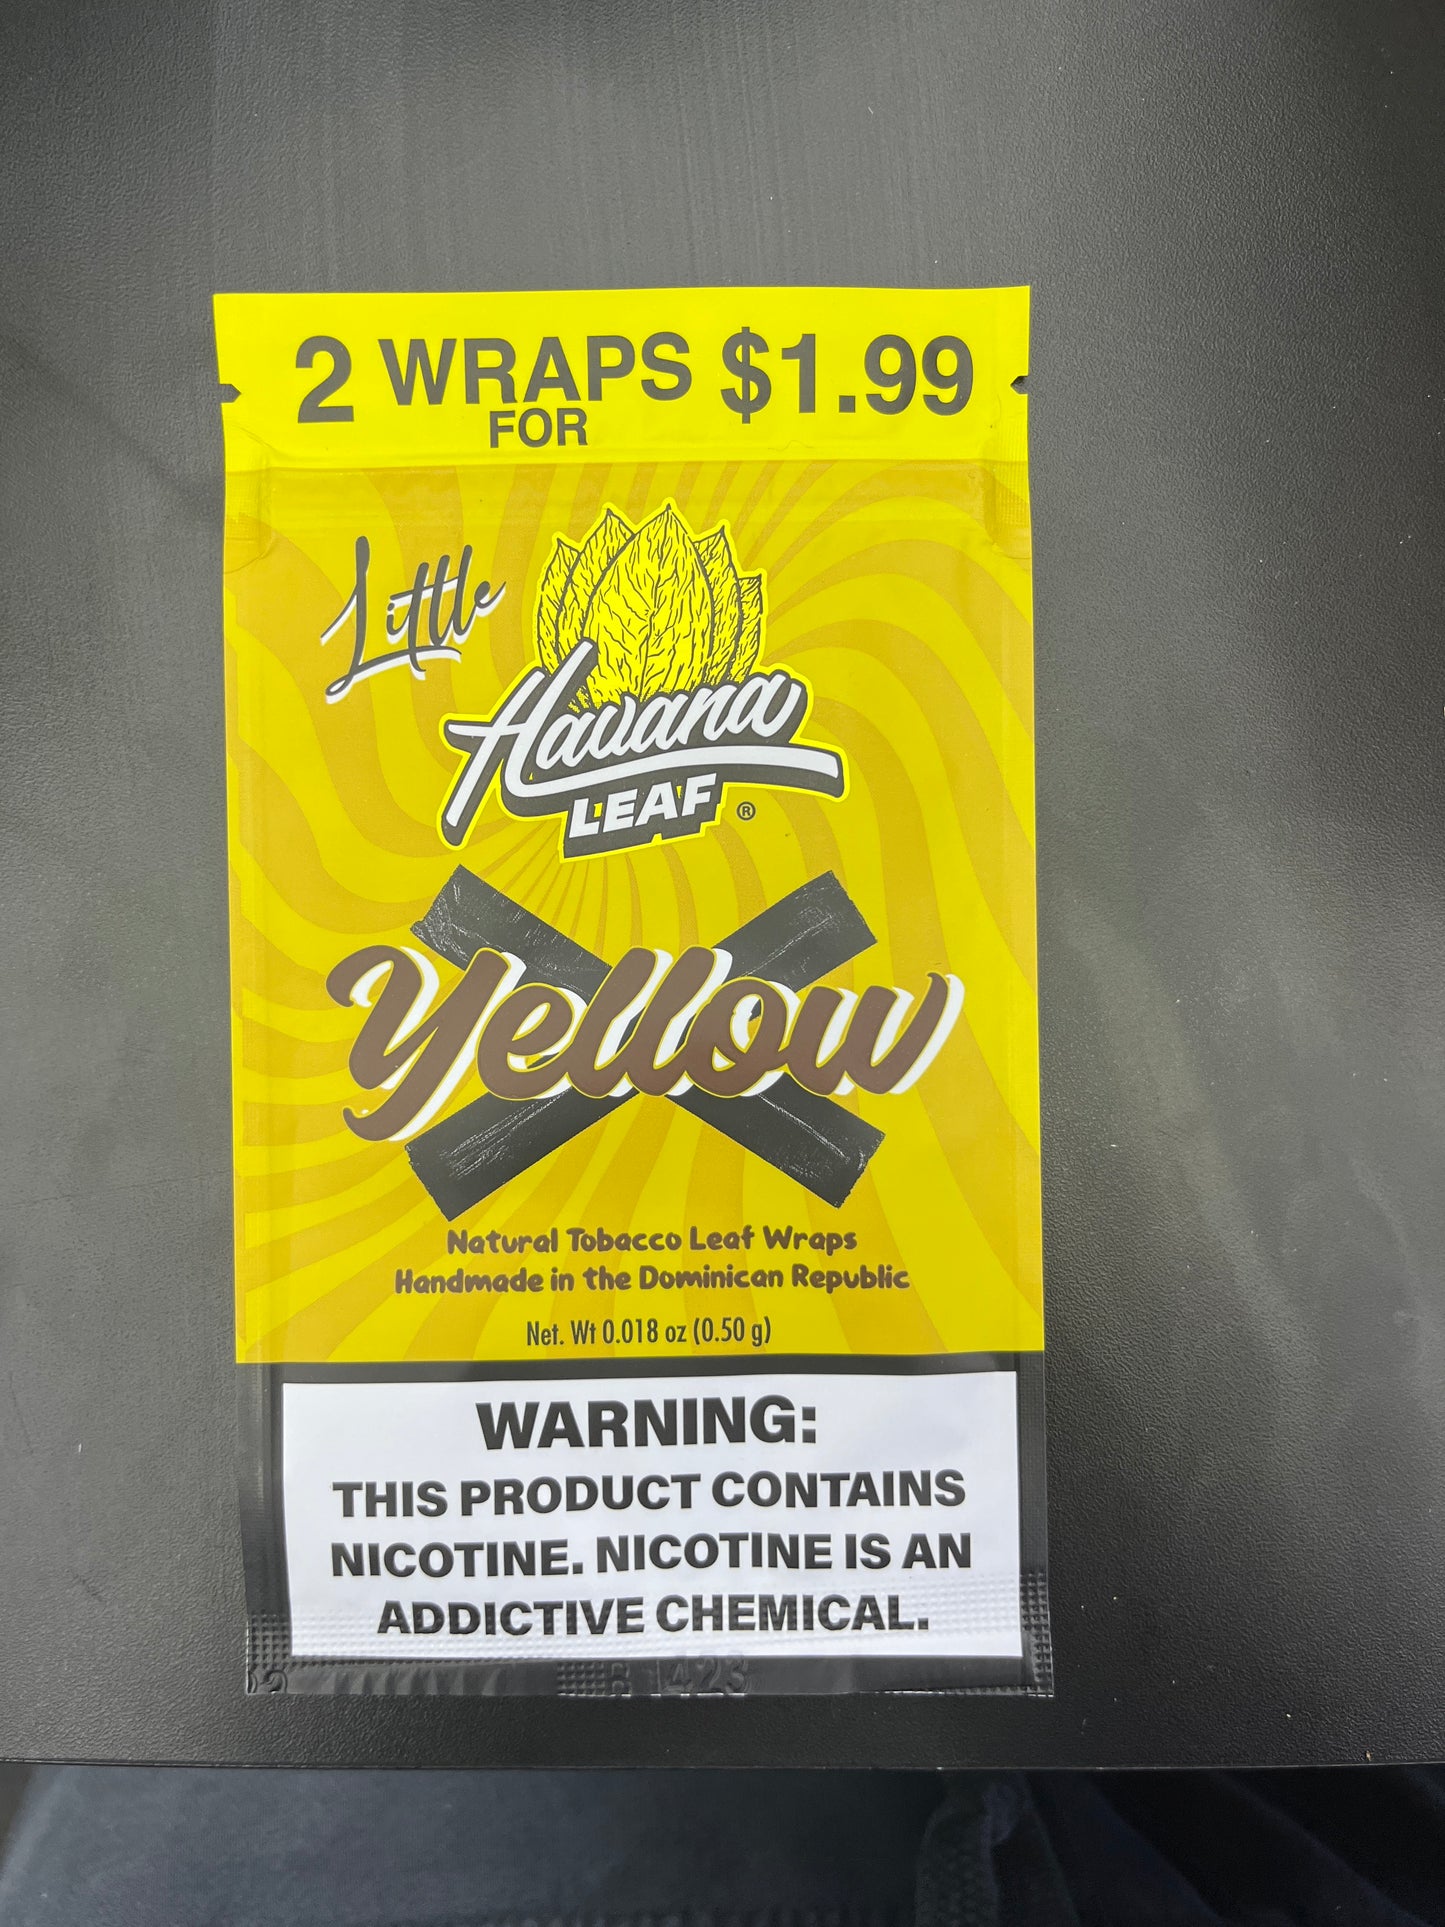 2 WRAPS $1.99
FOR
Little
Havana
LEAF ®
Yellow
Natural Tobacco Leaf Wraps
Handmade in the Dominican Republic
Net. Wt 0.018 oz (0.50 g)
WARNING:
THIS PRODUCT CONTAINS
NICOTINE. NICOTINE IS AN
ADDICTIVE CHEMICAL.